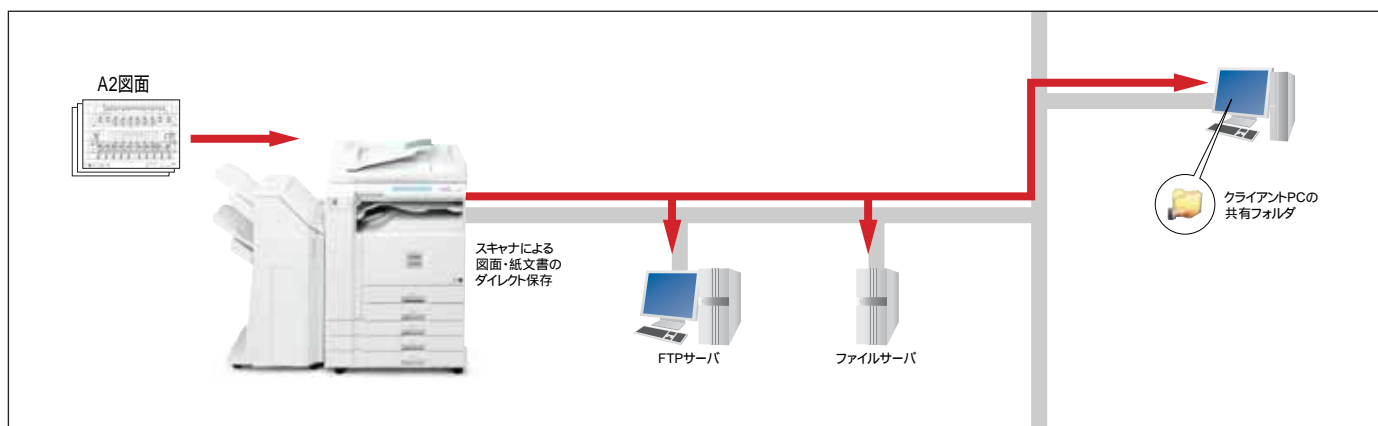 A2図面
スキャナによる
図面・紙文書の
ダイレクト保存
FTPサーバ
ファイルサーバ
クライアントPCの
共有フォルダ